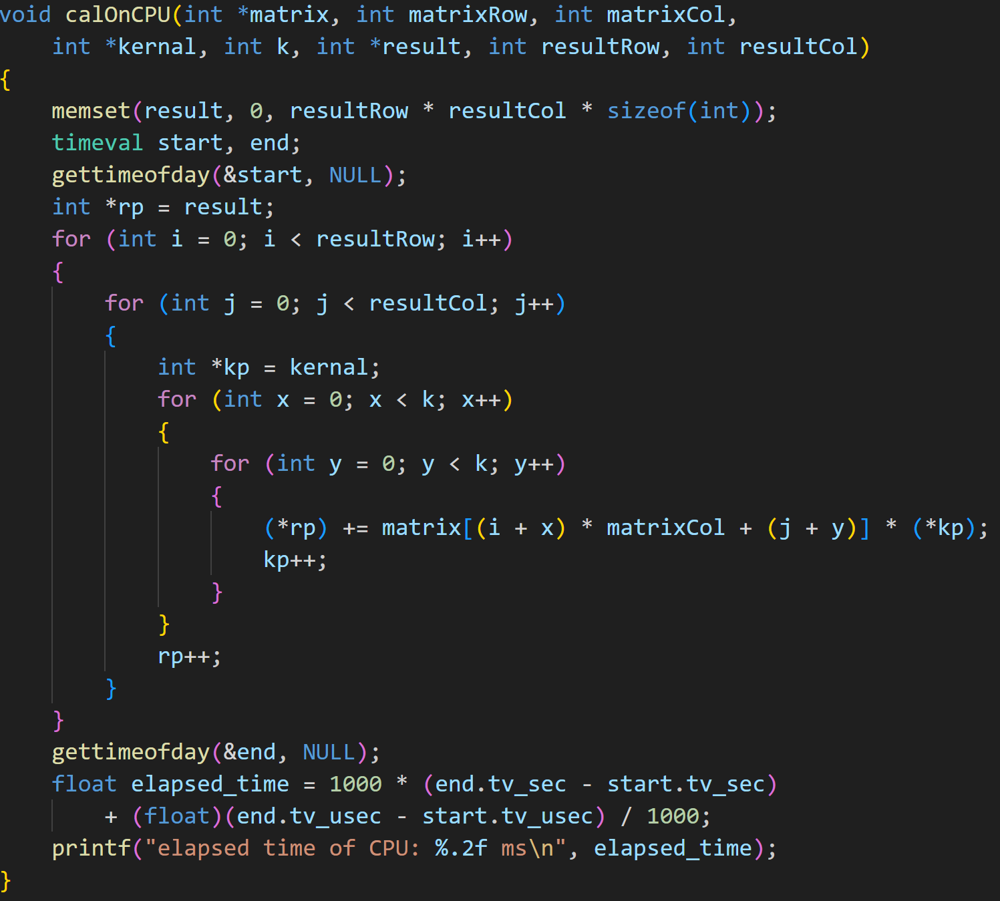 void calOnCPU(int *matrix, int matrixRow, int matrixCol,
    int *kernal, int k, int *result, int resultRow, int resultCol)
{
    memset(result, 0, resultRow * resultCol * sizeof(int));
    timeval start, end;
    gettimeofday(&start, NULL);
    int *rp = result;
    for (int i = 0; i < resultRow; i++)
    {
        for (int j = 0; j < resultCol; j++)
        {
            int *kp = kernal;
            for (int x = 0; x < k; x++)
            {
                for (int y = 0; y < k; y++)
                {
                    (*rp) += matrix[(i + x) * matrixCol + (j + y)] * (*kp);
                    kp++;
                }
            }
            rp++;
        }
    }
    gettimeofday(&end, NULL);
    float elapsed_time = 1000 * (end.tv_sec - start.tv_sec)
        + (float)(end.tv_usec - start.tv_usec) / 1000;
    printf("elapsed time of CPU: %.2f ms\n", elapsed_time);
}